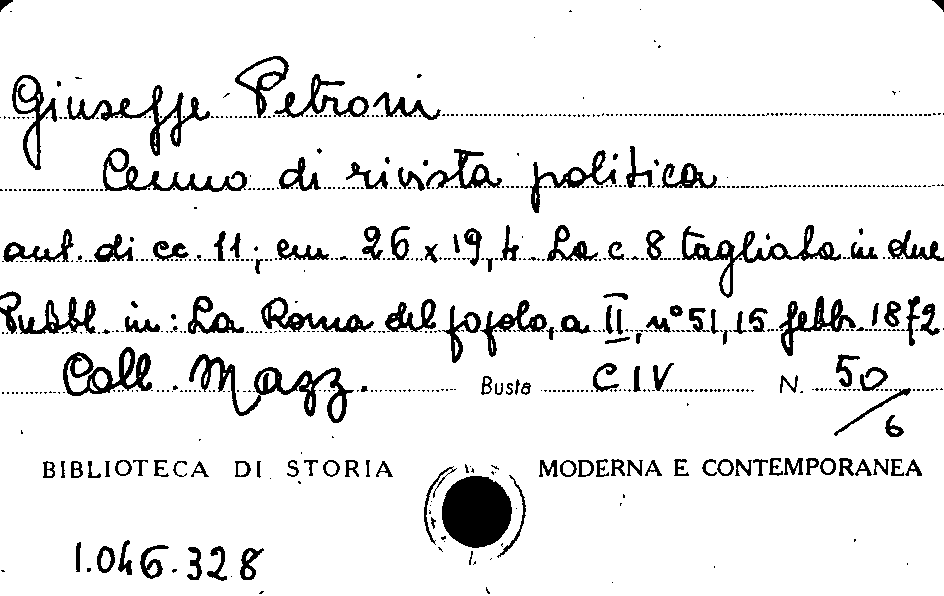 Giuseppe Petroni
Cenno di rivista politica
aut. di cc. 11; cm. 26 x 19,4. La c. 8 tagliata in due
Pubbl. in: La Roma del popolo, a II, n° 51, 15 febbr. 1872
Coll. Mazz. Busta CIV N. 50/6
BIBLIOTECA DI STORIA MODERNA E CONTEMPORANEA
1.046.328